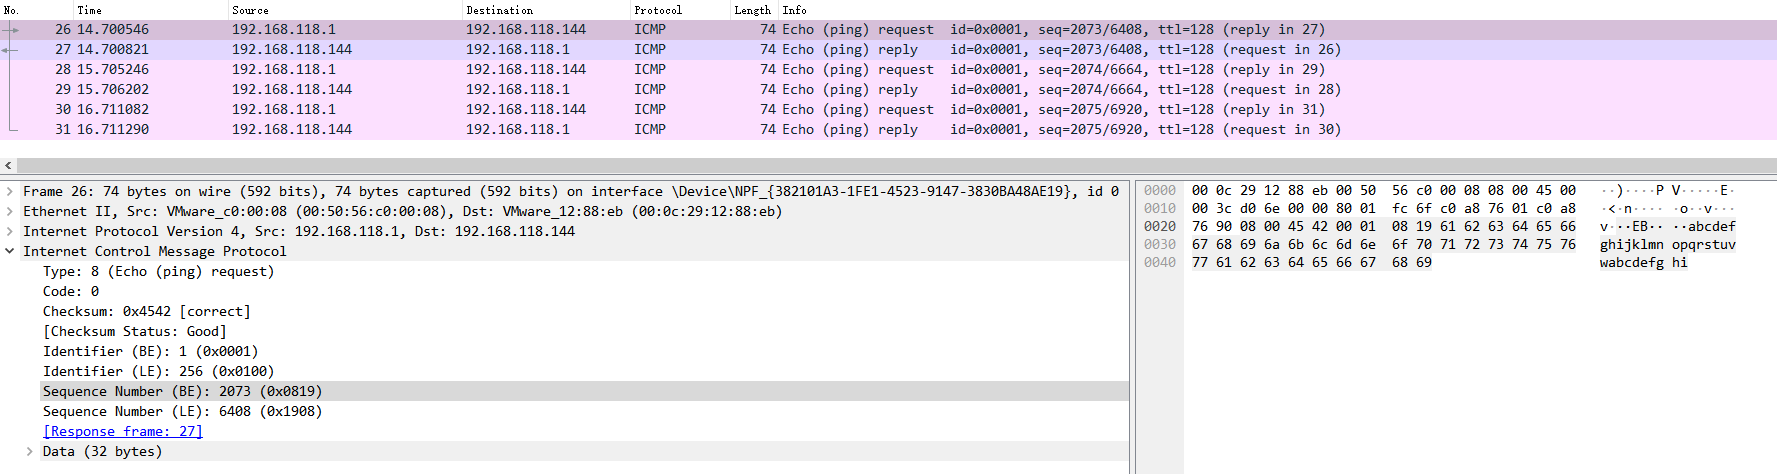 No. Time Source Destination Protocol Length Info
26 14.700546 192.168.118.1 192.168.118.144 ICMP 74 Echo (ping) request id=0x0001, seq=2073/6408, ttl=128 (reply in 27)
27 14.700821 192.168.118.144 192.168.118.1 ICMP 74 Echo (ping) reply id=0x0001, seq=2073/6408, ttl=128 (request in 26)
28 15.705246 192.168.118.1 192.168.118.144 ICMP 74 Echo (ping) request id=0x0001, seq=2074/6664, ttl=128 (reply in 29)
29 15.706202 192.168.118.144 192.168.118.1 ICMP 74 Echo (ping) reply id=0x0001, seq=2074/6664, ttl=128 (request in 28)
30 16.711082 192.168.118.1 192.168.118.144 ICMP 74 Echo (ping) request id=0x0001, seq=2075/6920, ttl=128 (reply in 31)
31 16.711290 192.168.118.144 192.168.118.1 ICMP 74 Echo (ping) reply id=0x0001, seq=2075/6920, ttl=128 (request in 30)
Frame 26: 74 bytes on wire (592 bits), 74 bytes captured (592 bits) on interface \Device\NPF_{382101A3-1FE1-4523-9147-3830BA48AE19}, id 0
Ethernet II, Src: VMware_c0:00:08 (00:50:56:c0:00:08), Dst: VMware_12:88:eb (00:0c:29:12:88:eb)
Internet Protocol Version 4, Src: 192.168.118.1, Dst: 192.168.118.144
Internet Control Message Protocol
Type: 8 (Echo (ping) request)
Code: 0
Checksum: 0x4542 [correct]
[Checksum Status: Good]
Identifier (BE): 1 (0x0001)
Identifier (LE): 256 (0x0100)
Sequence Number (BE): 2073 (0x0819)
Sequence Number (LE): 6408 (0x1908)
[Response frame: 27]
Data (32 bytes)
0000 00 0c 29 12 88 eb 00 50 56 c0 00 08 08 00 45 00 ··)····P V·····E·
0010 00 3c d0 6e 00 00 80 01 fc 6f c0 a8 76 01 c0 a8 ·<·n···· ·o··v···
0020 76 90 08 00 45 42 00 01 08 19 61 62 63 64 65 66 v···EB·· ··abcdef
0030 67 68 69 6a 6b 6c 6d 6e 6f 70 71 72 73 74 75 76 ghijklmn opqrstuv
0040 77 61 62 63 64 65 66 67 68 69 wabcdefg hi